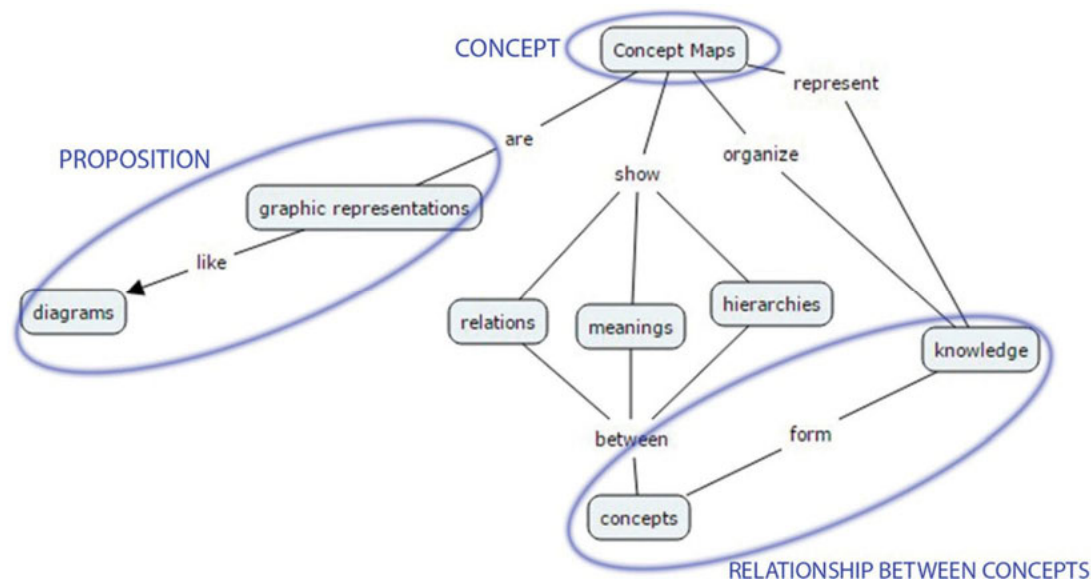 CONCEPT
Concept Maps
represent
are
organize
PROPOSITION
show
graphic representations
like
diagrams
relations
meanings
hierarchies
knowledge
between
form
concepts
RELATIONSHIP BETWEEN CONCEPTS